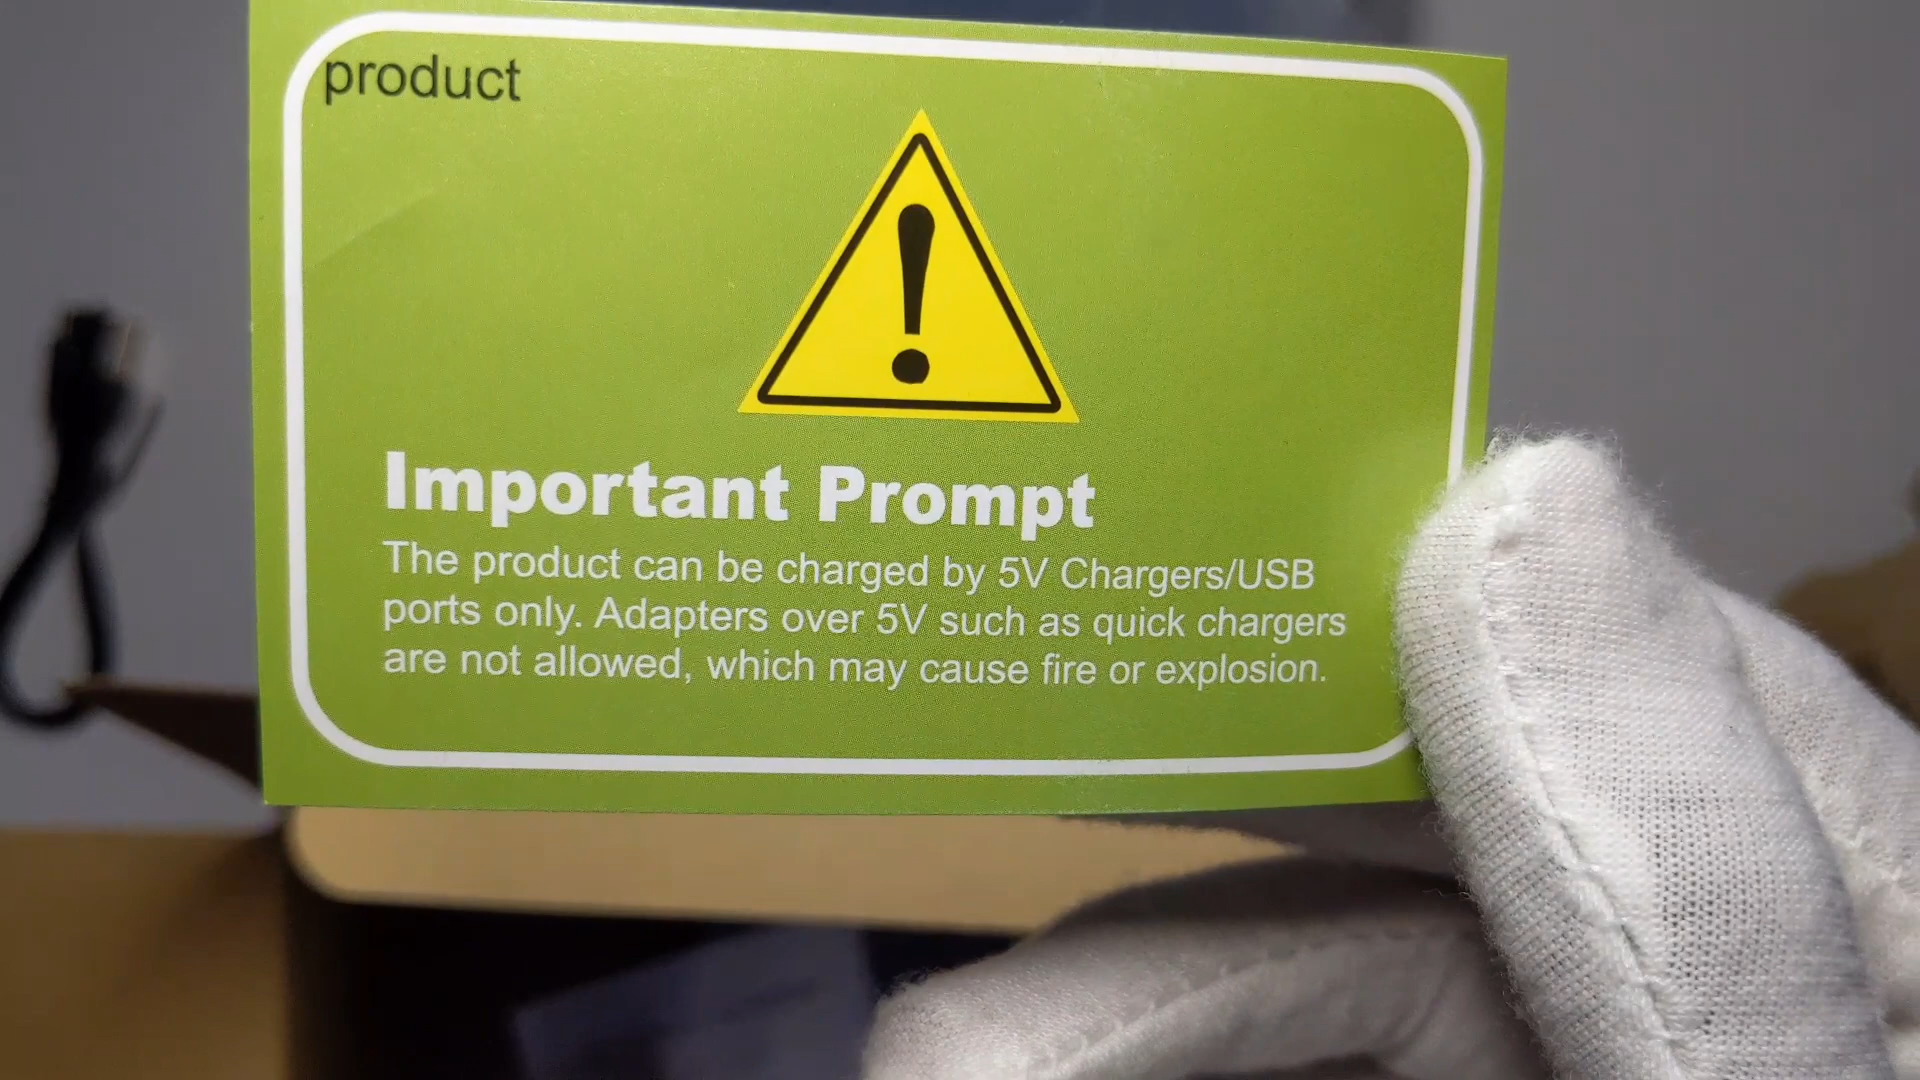 product
Important Prompt
The product can be charged by 5V Chargers/USB
ports only. Adapters over 5V such as quick chargers
are not allowed, which may cause fire or explosion.